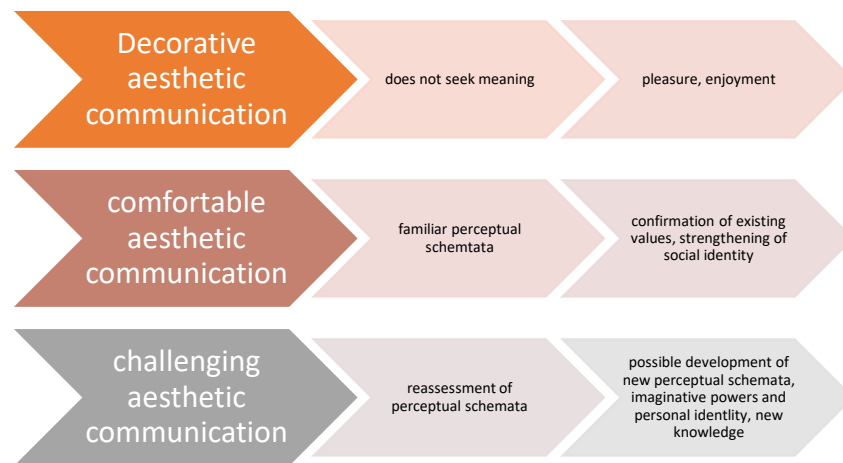 Decorative
aesthetic
communication
does not seek meaning
pleasure, enjoyment
comfortable
aesthetic
communication
familiar perceptual
schemtata
confirmation of existing
values, strengthening of
social identity
challenging
aesthetic
communication
reassessment of
perceptual schemata
possible development of
new perceptual schemata,
imaginative powers and
personal identlity, new
knowledge